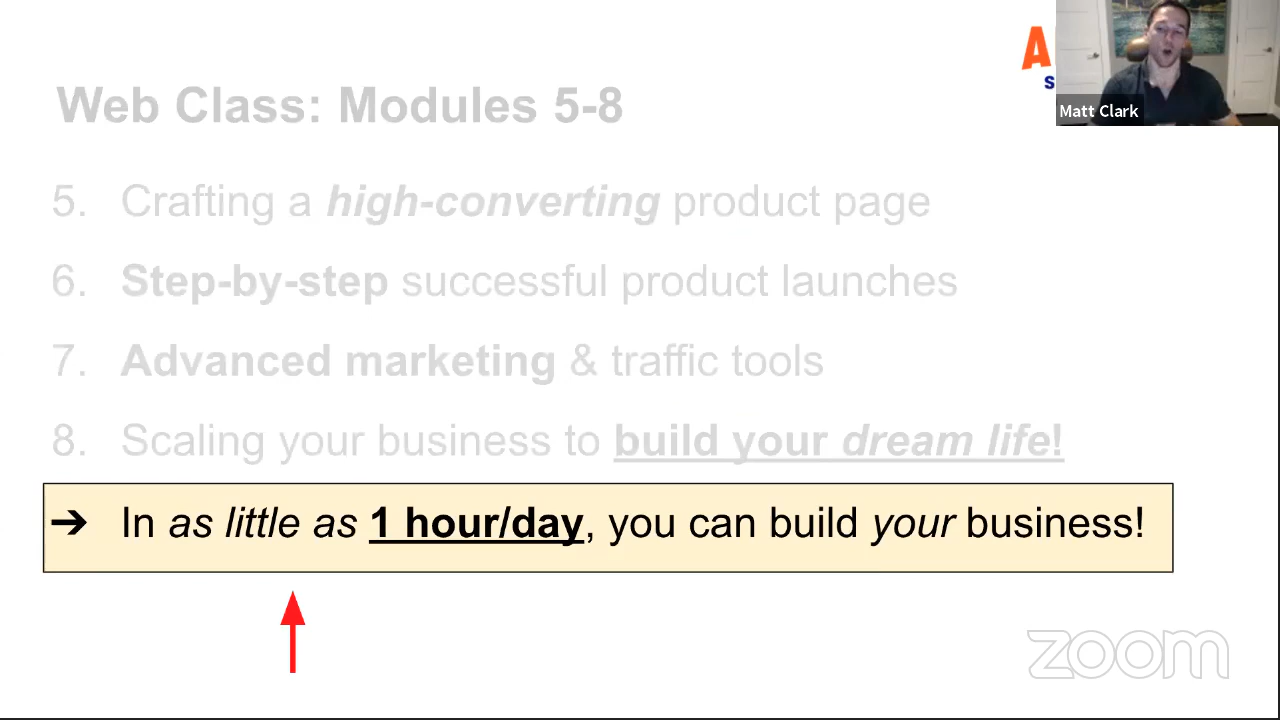 Web Class: Modules 5-8
A
S
Matt Clark
5. Crafting a high-converting product page
6. Step-by-step successful product launches
7. Advanced marketing & traffic tools
8. Scaling your business to build your dream life!
➔ In as little as 1 hour/day, you can build your business!
zoom